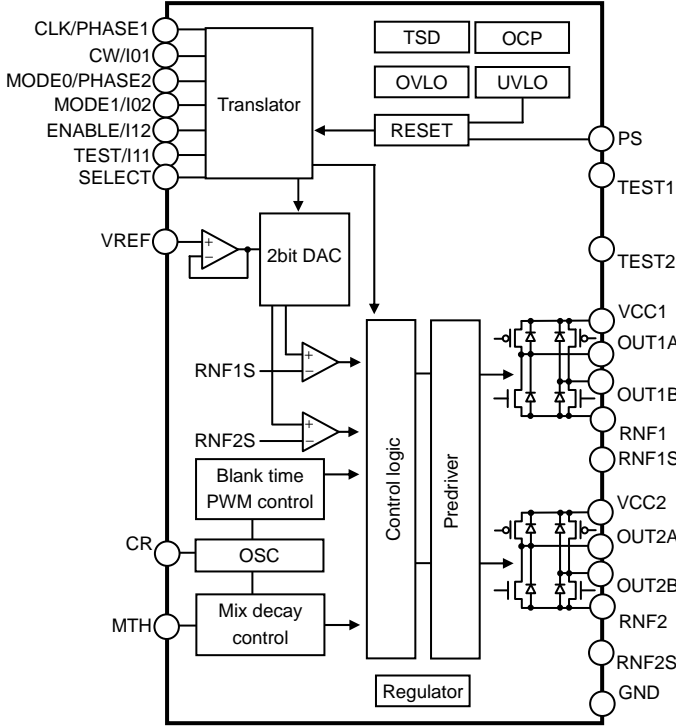 CLK/PHASE1
CW/I01
MODE0/PHASE2
MODE1/I02
ENABLE/I12
TEST/I11
SELECT
Translator
TSD
OCP
OVLO
UVLO
RESET
PS
TEST1
TEST2
VREF
+
−
2bit DAC
RNF1S
+
−
RNF2S
+
−
Blank time
PWM control
CR
OSC
MTH
Mix decay
control
Control logic
Predriver
Regulator
VCC1
OUT1A
OUT1B
RNF1
RNF1S
VCC2
OUT2A
OUT2B
RNF2
RNF2S
GND